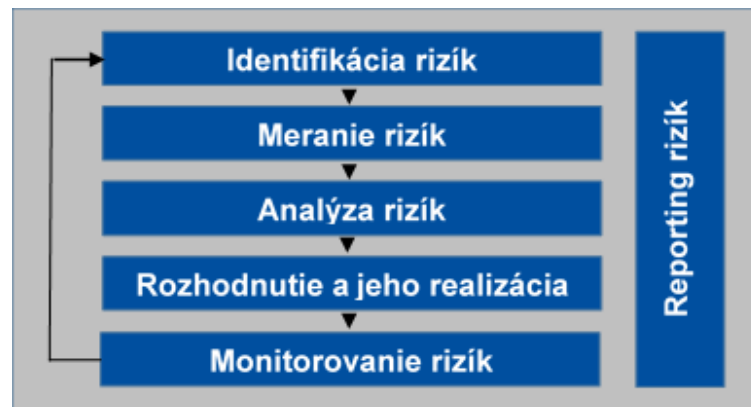 Identifikácia rizík
Meranie rizík
Analýza rizík
Rozhodnutie a jeho realizácia
Monitorovanie rizík
Reporting rizík